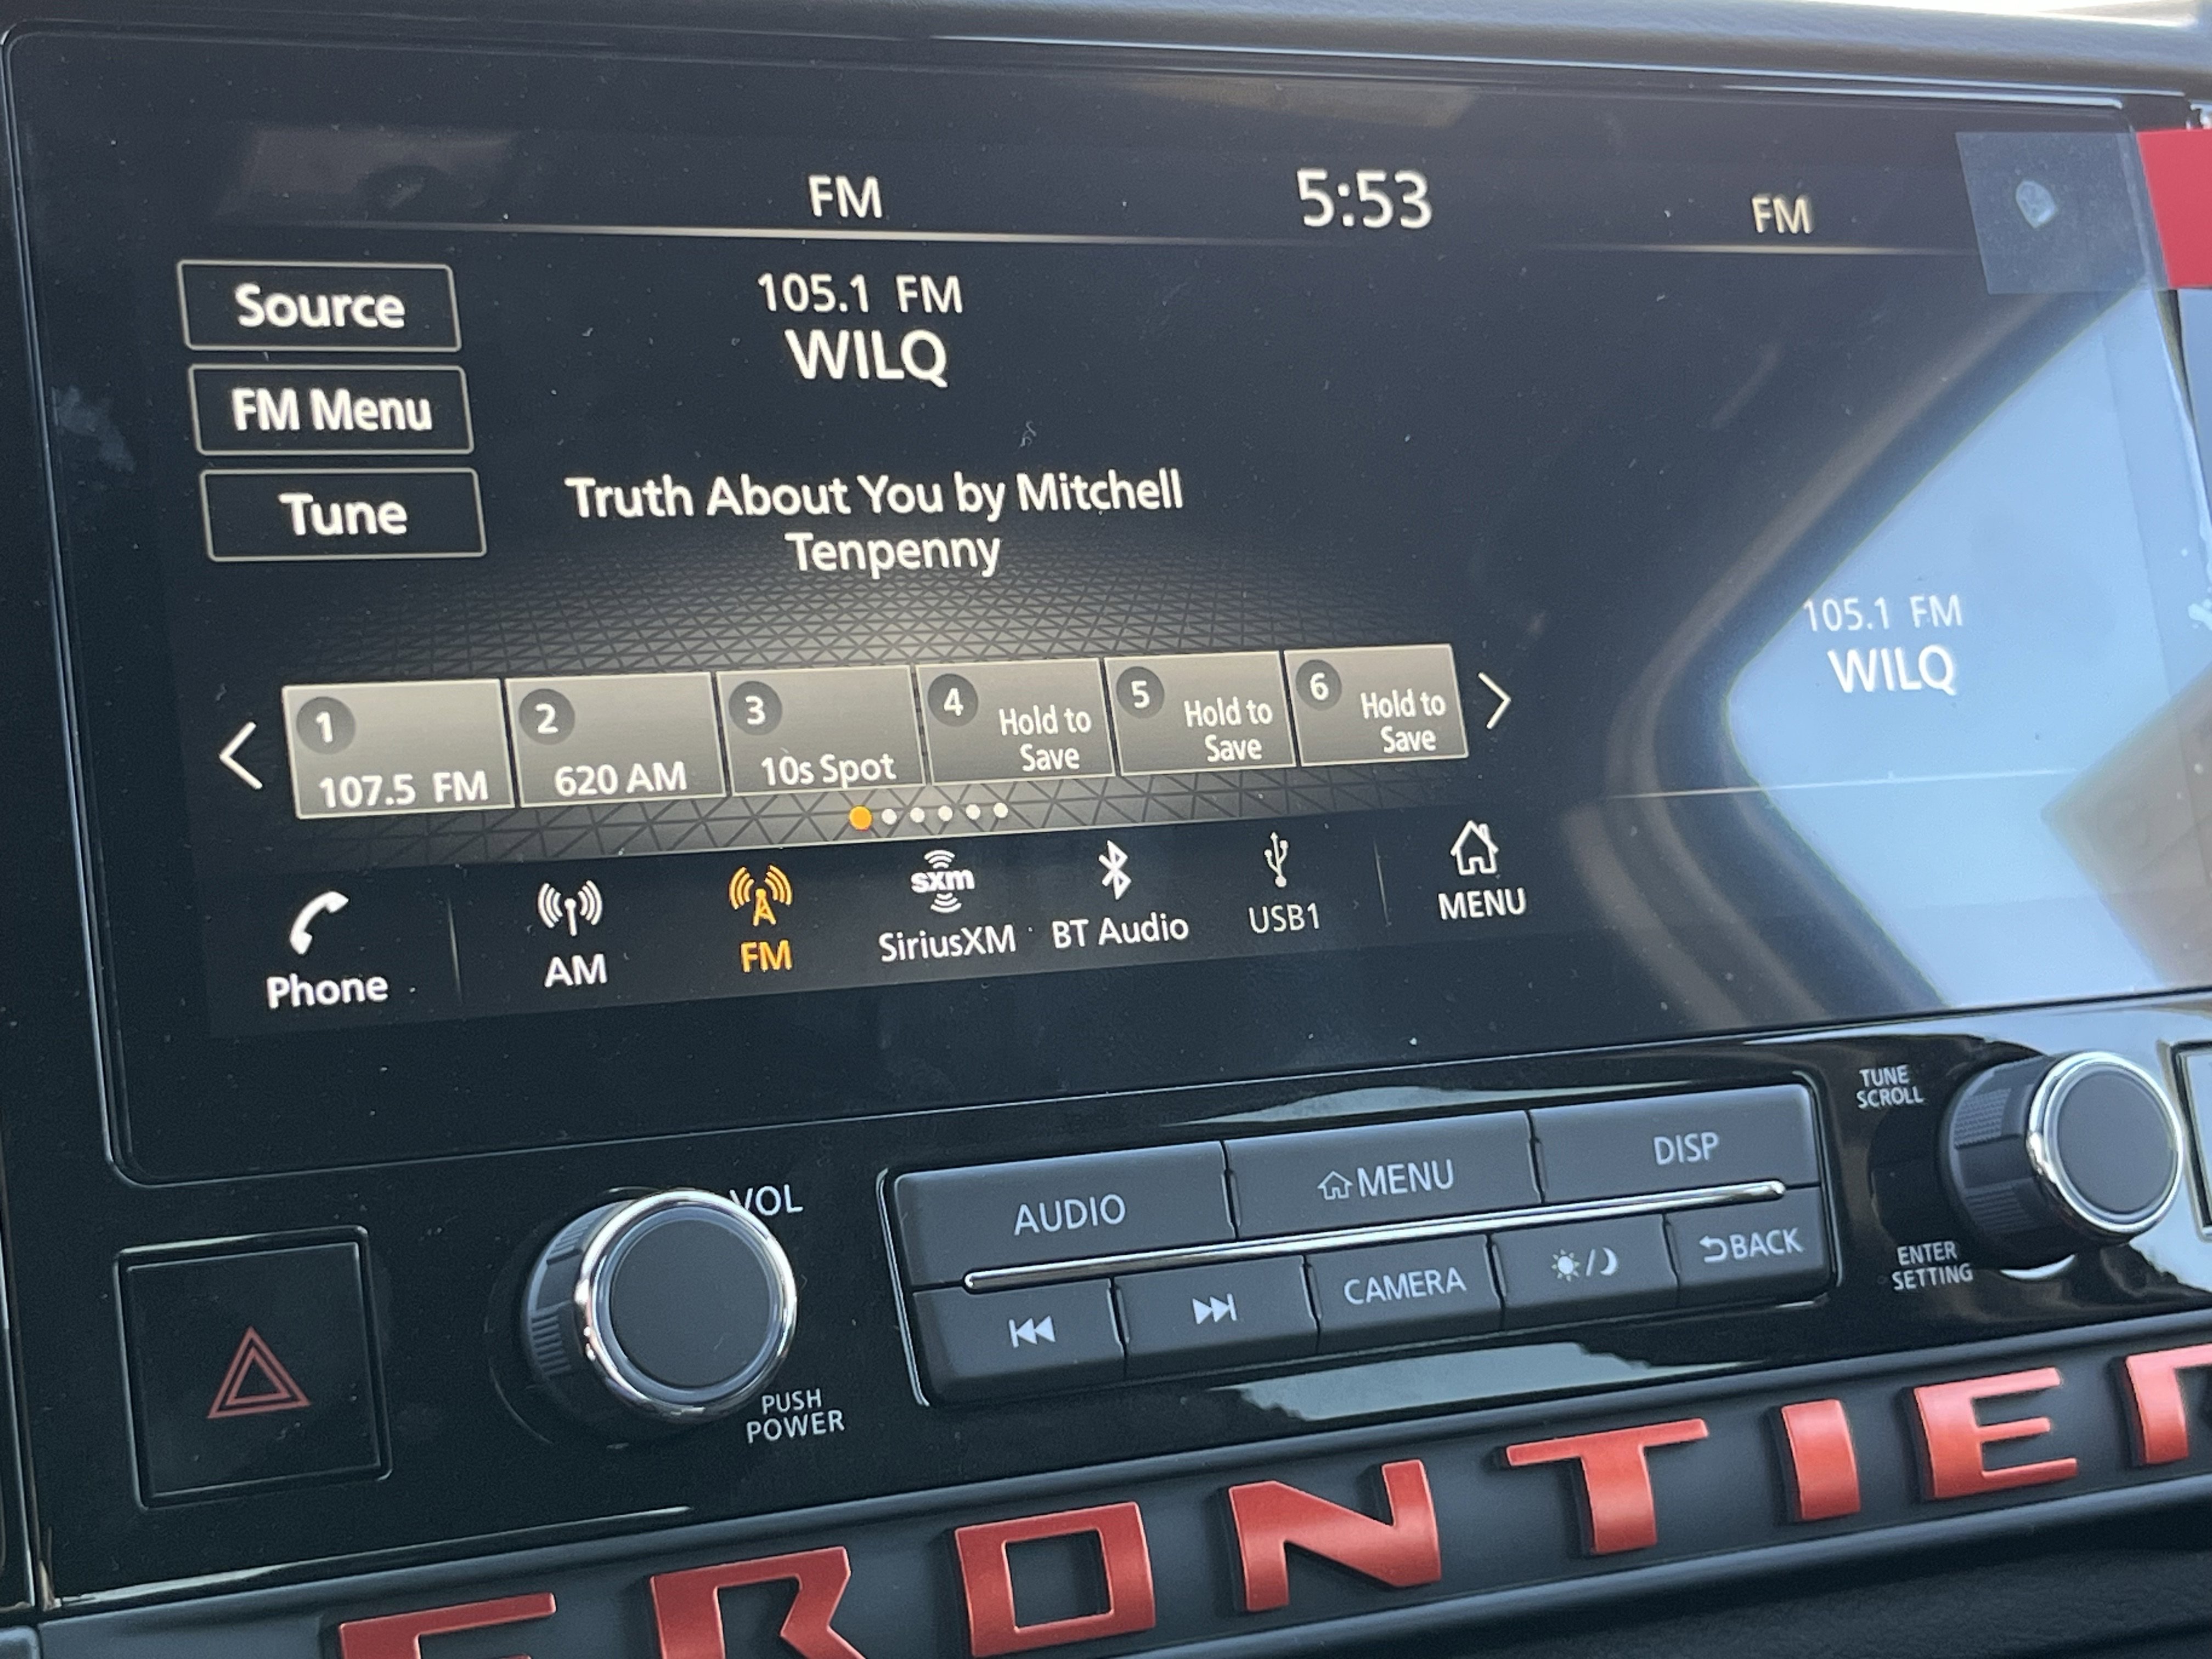 FM
5:53
FM
Source
105.1 FM
WILQ
FM Menu
Tune
Truth About You by Mitchell
Tenpenny
105.1 FM
WILQ
1
107.5 FM
2
620 AM
3
10s Spot
4
Hold to
Save
5
Hold to
Save
6
Hold to
Save
Phone
AM
FM
sxm
SiriusXM
BT Audio
USB1
MENU
VOL
PUSH
POWER
AUDIO
MENU
DISP
CAMERA
BACK
TUNE
SCROLL
ENTER
SETTING
FRONTIER